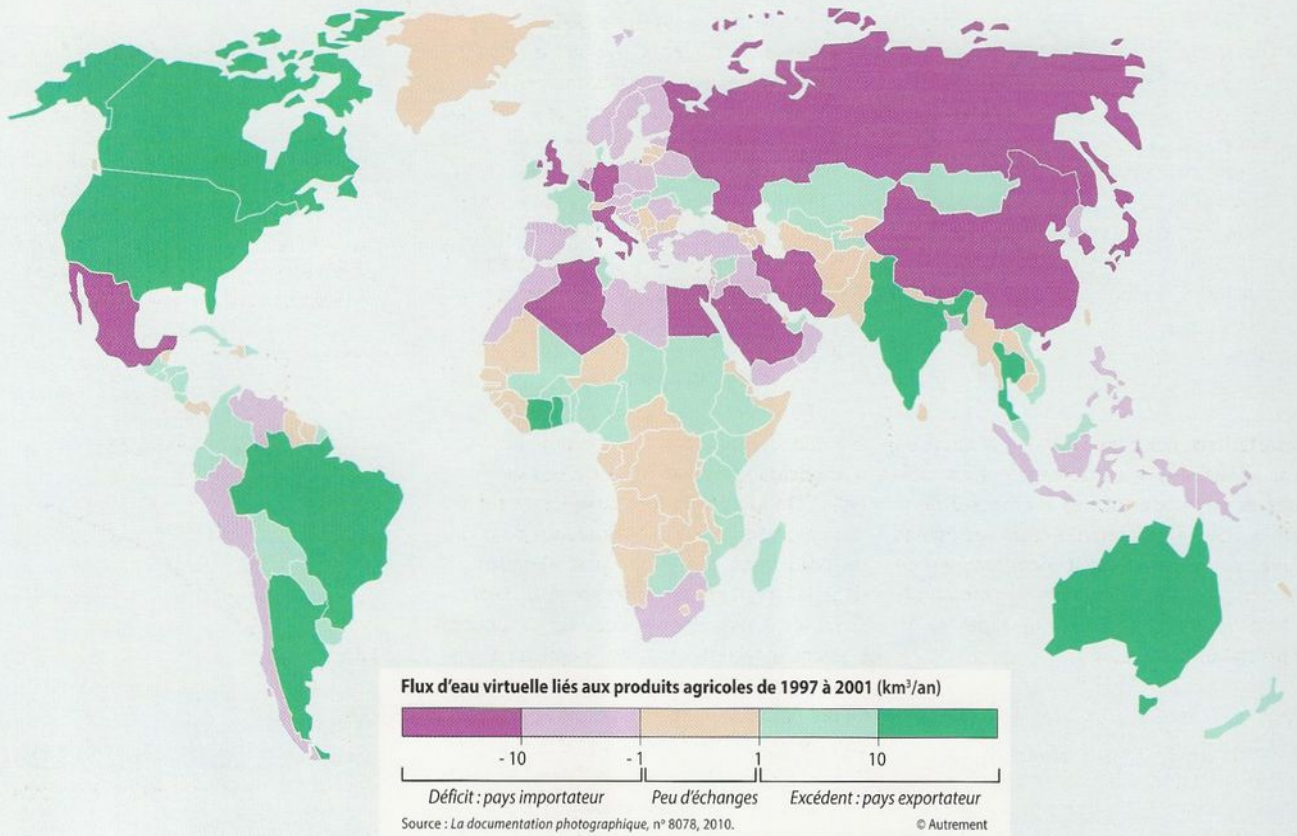 Flux d'eau virtuelle liés aux produits agricoles de 1997 à 2001 (km³/an)
- 10 - 1 1 10
Déficit : pays importateur Peu d'échanges Excédent : pays exportateur
Source : La documentation photographique, n° 8078, 2010. © Autrement